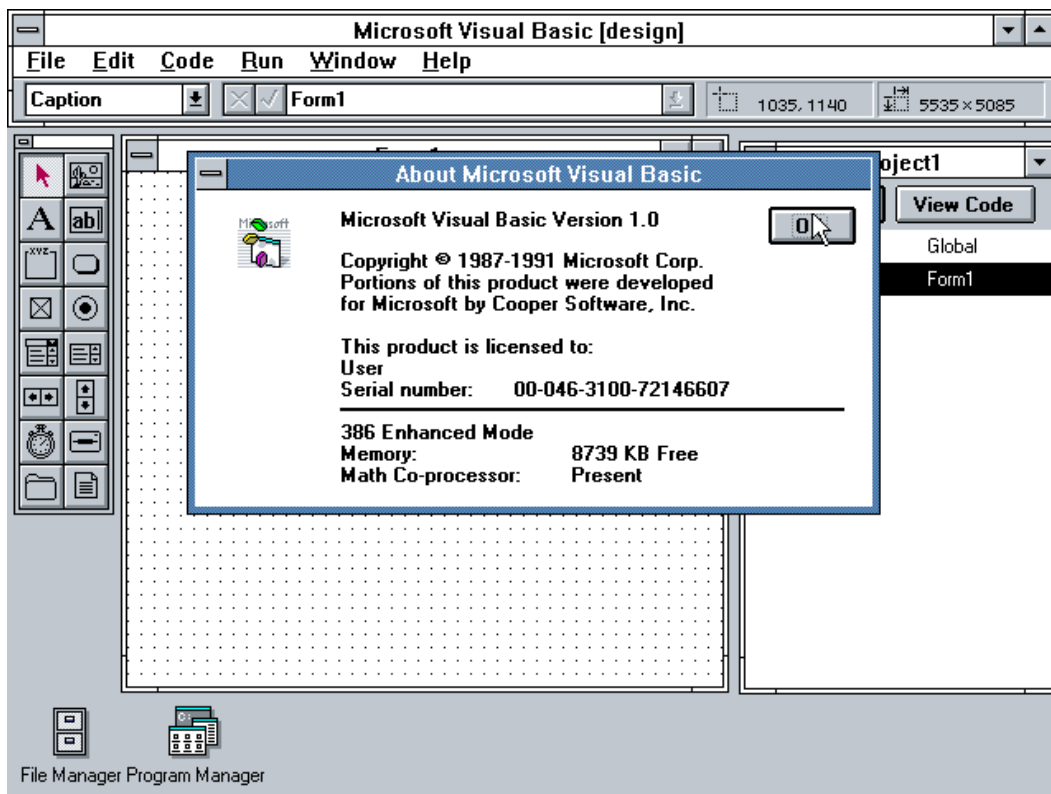 Microsoft Visual Basic [design]
File Edit Code Run Window Help
Caption Form1 1035, 1140 5535×5085
About Microsoft Visual Basic
Microsoft Visual Basic Version 1.0
Copyright © 1987-1991 Microsoft Corp.
Portions of this product were developed
for Microsoft by Cooper Software, Inc.
This product is licensed to:
User
Serial number: 00-046-3100-72146607
386 Enhanced Mode
Memory: 8739 KB Free
Math Co-processor: Present
A
ab
xyz
View Code
Global
Form1
C:
File Manager
Program Manager